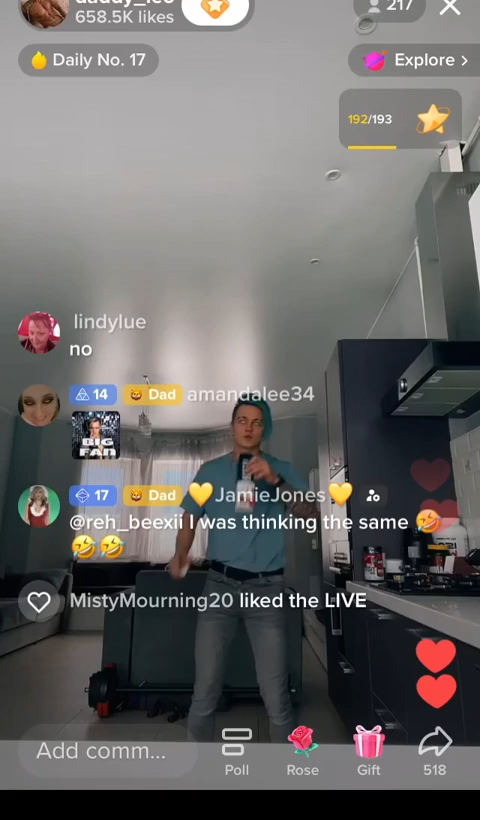 658.5K likes
217
Daily No. 17
Explore >
192/193
lindylue
no
14 Dad amandalee34
BIG
FAN
17 Dad 💛JamieJones💛
@reh_beexii I was thinking the same 🤣
🤣🤣
MistyMourning20 liked the LIVE
Add comm...
Poll
Rose
Gift
518